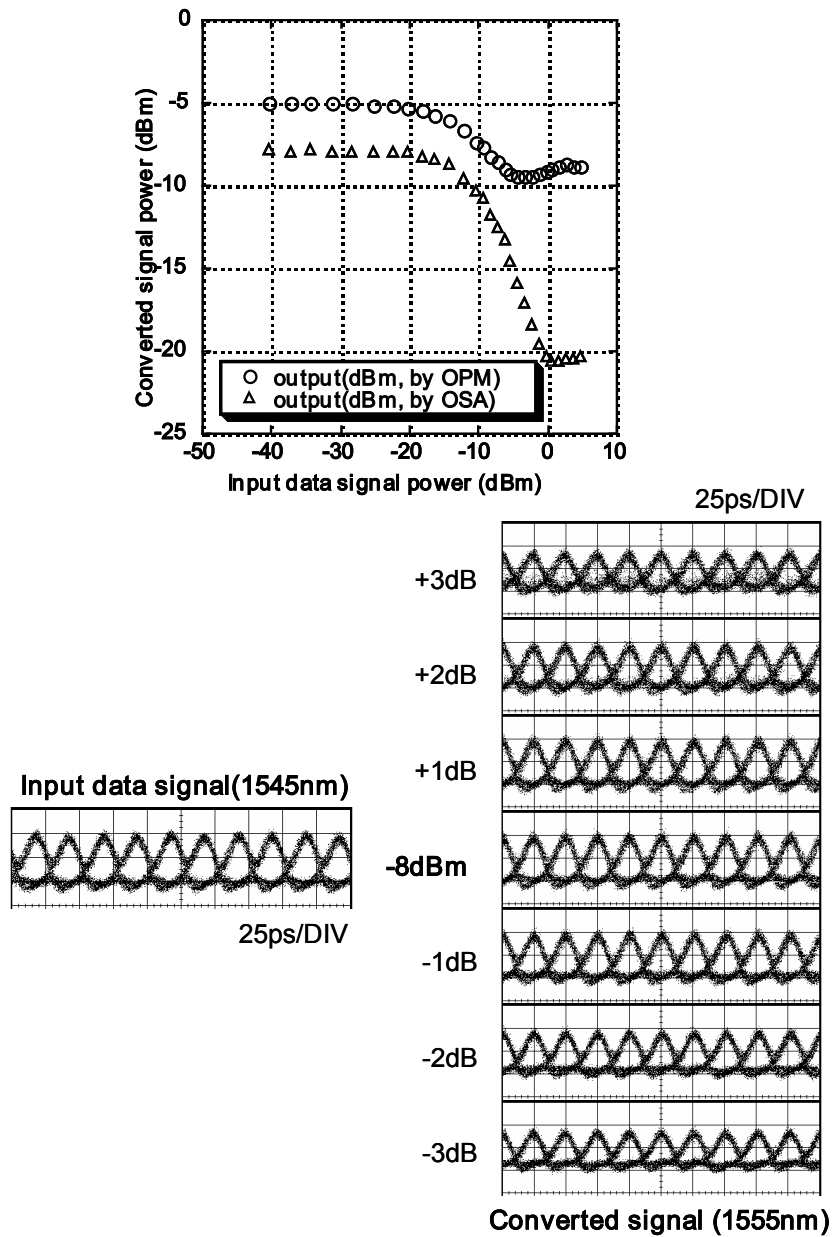 0
-5
-10
-15
-20
-25
Converted signal power (dBm)
output(dBm, by OPM)
output(dBm, by OSA)
-50 -40 -30 -20 -10 0 10
Input data signal power (dBm)
25ps/DIV
+3dB
+2dB
+1dB
Input data signal(1545nm)
-8dBm
25ps/DIV
-1dB
-2dB
-3dB
Converted signal (1555nm)